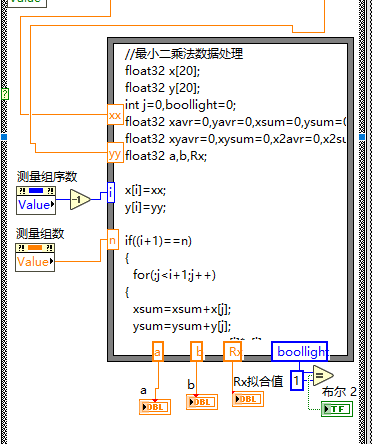 Value
?
//最小二乘法数据处理
float32 x[20];
float32 y[20];
int j=0,boollight=0;
float32 xavr=0,yavr=0,xsum=0,ysum=0
float32 xyavr=0,xysum=0,x2avr=0,x2su
float32 a,b,Rx;
xx
yy
测量组序数
?! Value
-1
i
x[i]=xx;
y[i]=yy;
测量组数
?! Value
n
if((i+1)==n)
{
for(;j<i+1;j++)
{
xsum=xsum+x[j];
ysum=ysum+y[j];
a b Rx boollight
a
DBL
b
DBL
Rx拟合值
DBL
1
=
布尔 2
TF